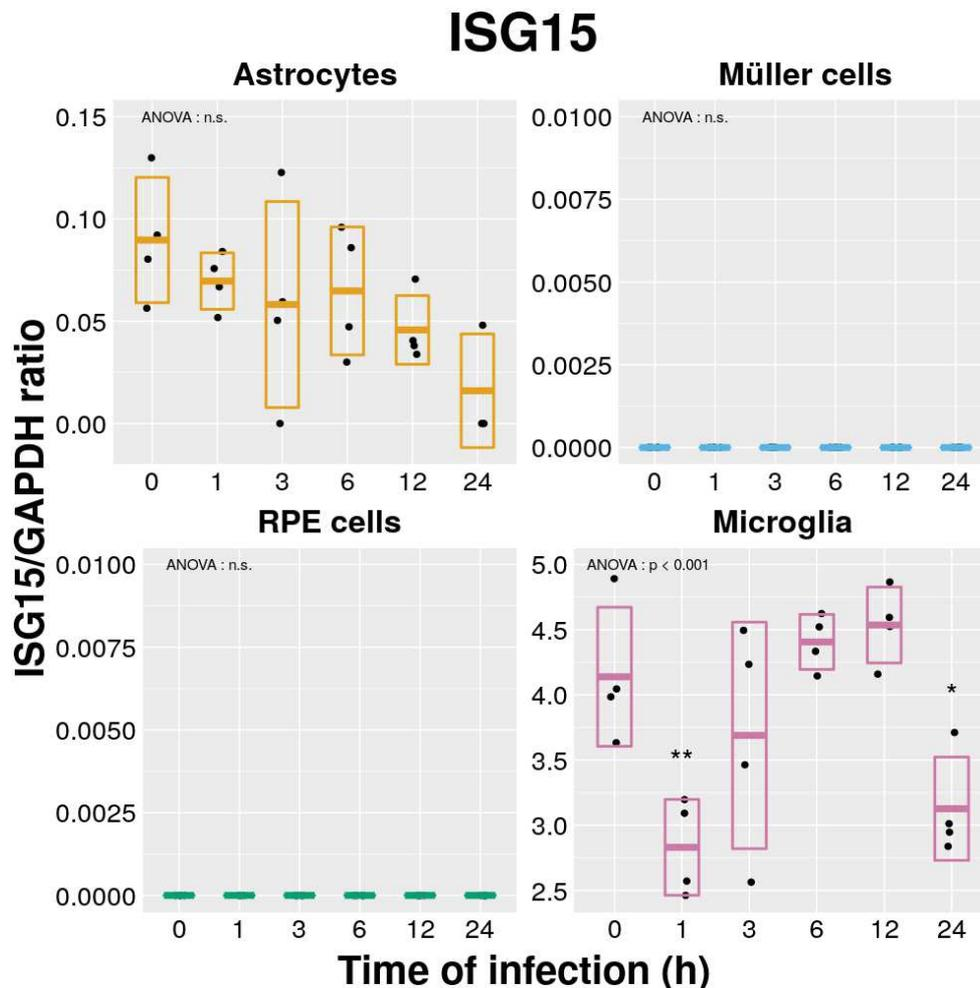 ISG15
Astrocytes
ANOVA : n.s.
0.15
0.10
0.05
0.00
0 1 3 6 12 24
Müller cells
ANOVA : n.s.
0.0100
0.0075
0.0050
0.0025
0.0000
0 1 3 6 12 24
ISG15/GAPDH ratio
RPE cells
ANOVA : n.s.
0.0100
0.0075
0.0050
0.0025
0.0000
0 1 3 6 12 24
Microglia
ANOVA : p < 0.001
5.0
4.5
4.0
3.5
3.0
2.5
**
*
0 1 3 6 12 24
Time of infection (h)